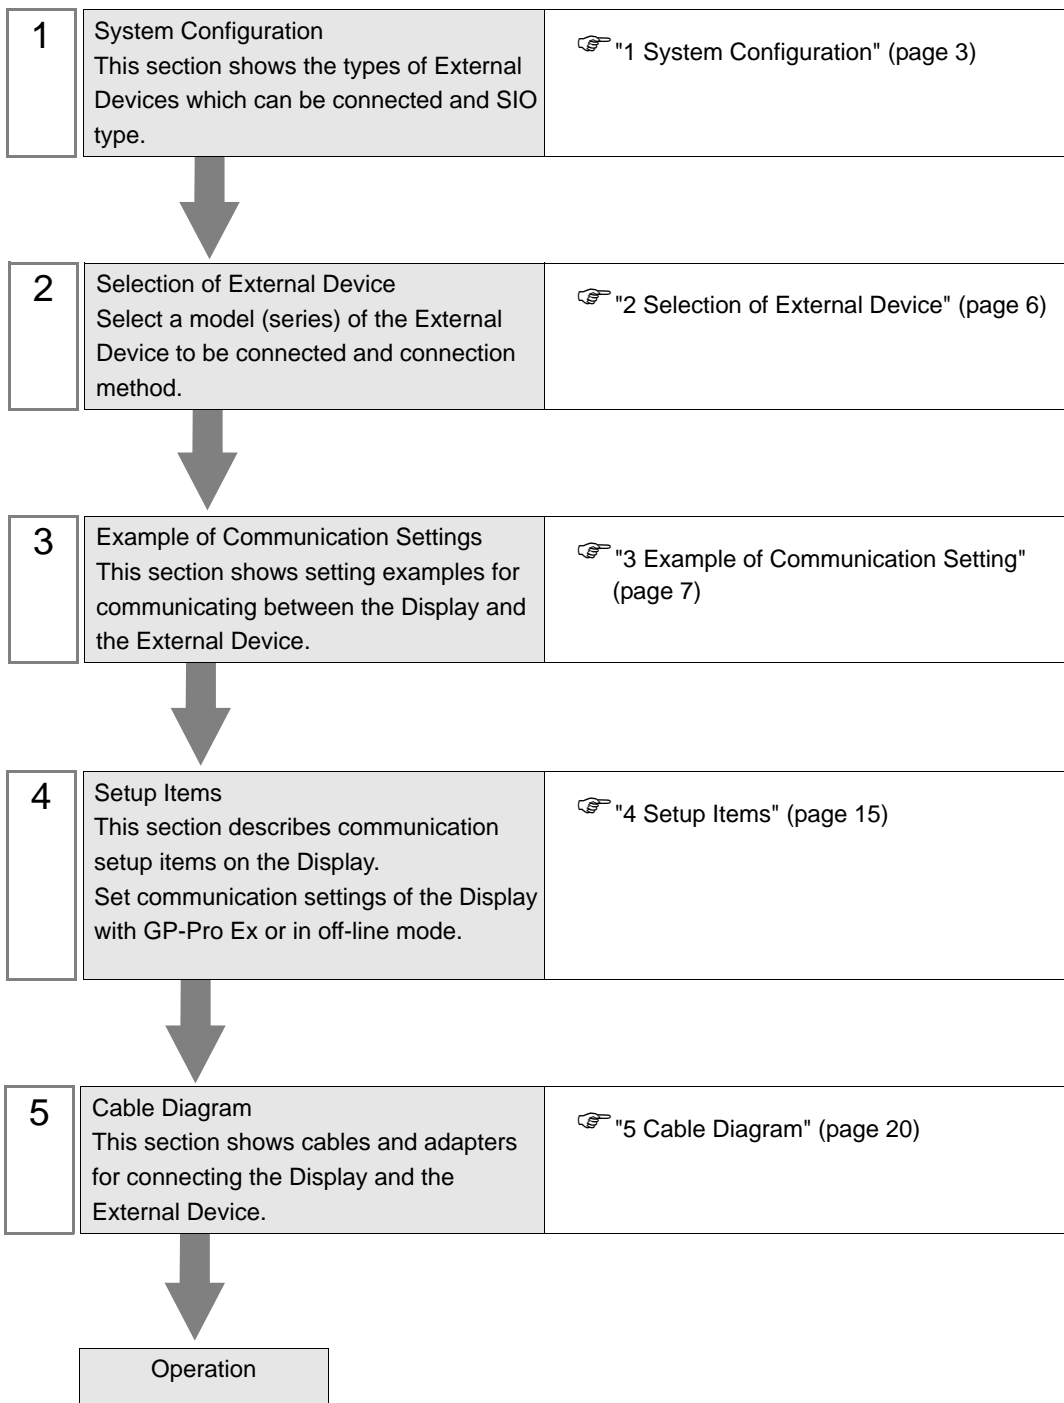 1
System Configuration
This section shows the types of External
Devices which can be connected and SIO
type.
"1 System Configuration" (page 3)
2
Selection of External Device
Select a model (series) of the External
Device to be connected and connection
method.
"2 Selection of External Device" (page 6)
3
Example of Communication Settings
This section shows setting examples for
communicating between the Display and
the External Device.
"3 Example of Communication Setting"
(page 7)
4
Setup Items
This section describes communication
setup items on the Display.
Set communication settings of the Display
with GP-Pro Ex or in off-line mode.
"4 Setup Items" (page 15)
5
Cable Diagram
This section shows cables and adapters
for connecting the Display and the
External Device.
"5 Cable Diagram" (page 20)
Operation